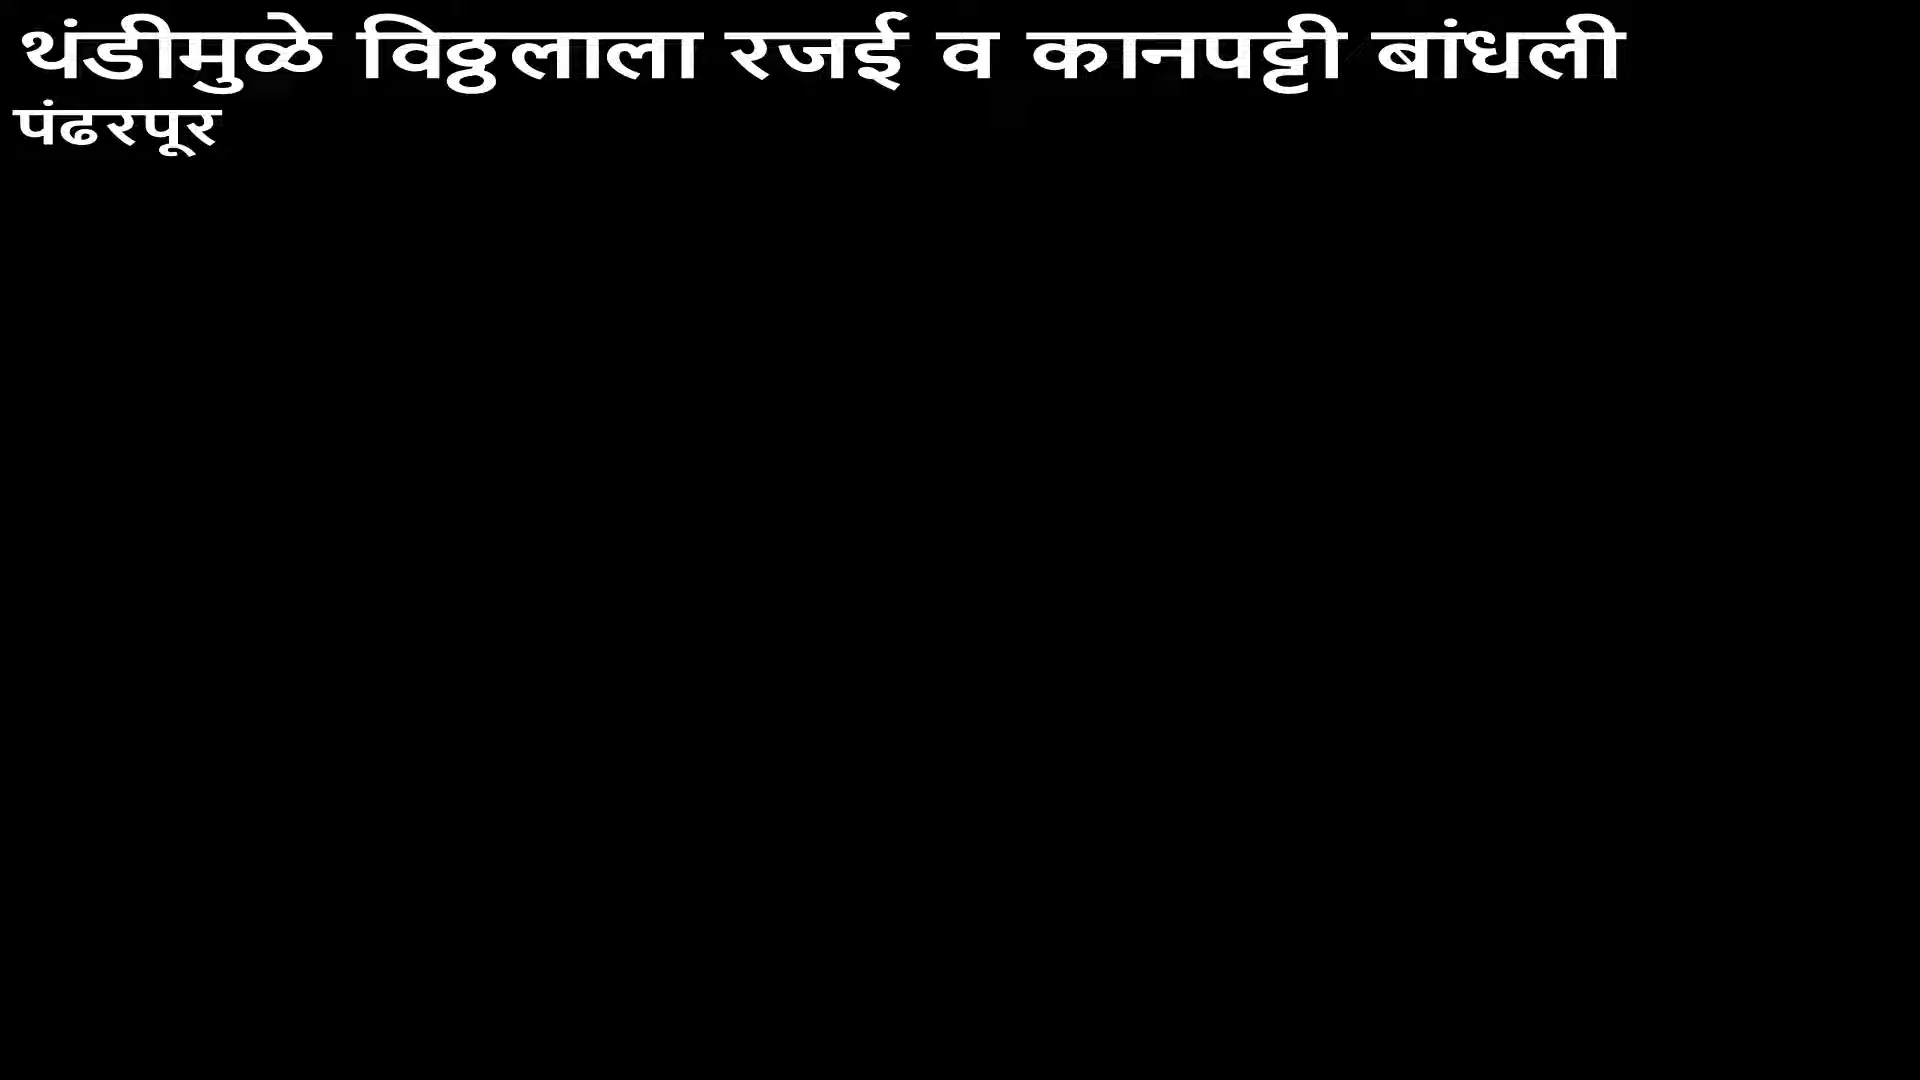 थंडीमुळे विठ्ठलाला रजई व कानपट्टी बांधली
पंढरपूर